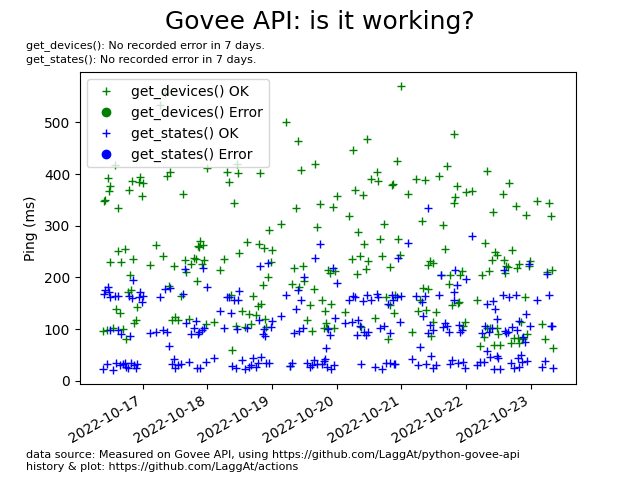 Govee API: is it working?
get_devices(): No recorded error in 7 days.
get_states(): No recorded error in 7 days.
get_devices() OK
get_devices() Error
get_states() OK
get_states() Error
Ping (ms)
500
400
300
200
100
0
2022-10-17
2022-10-18
2022-10-19
2022-10-20
2022-10-21
2022-10-22
2022-10-23
data source: Measured on Govee API, using https://github.com/LaggAt/python-govee-api
history & plot: https://github.com/LaggAt/actions